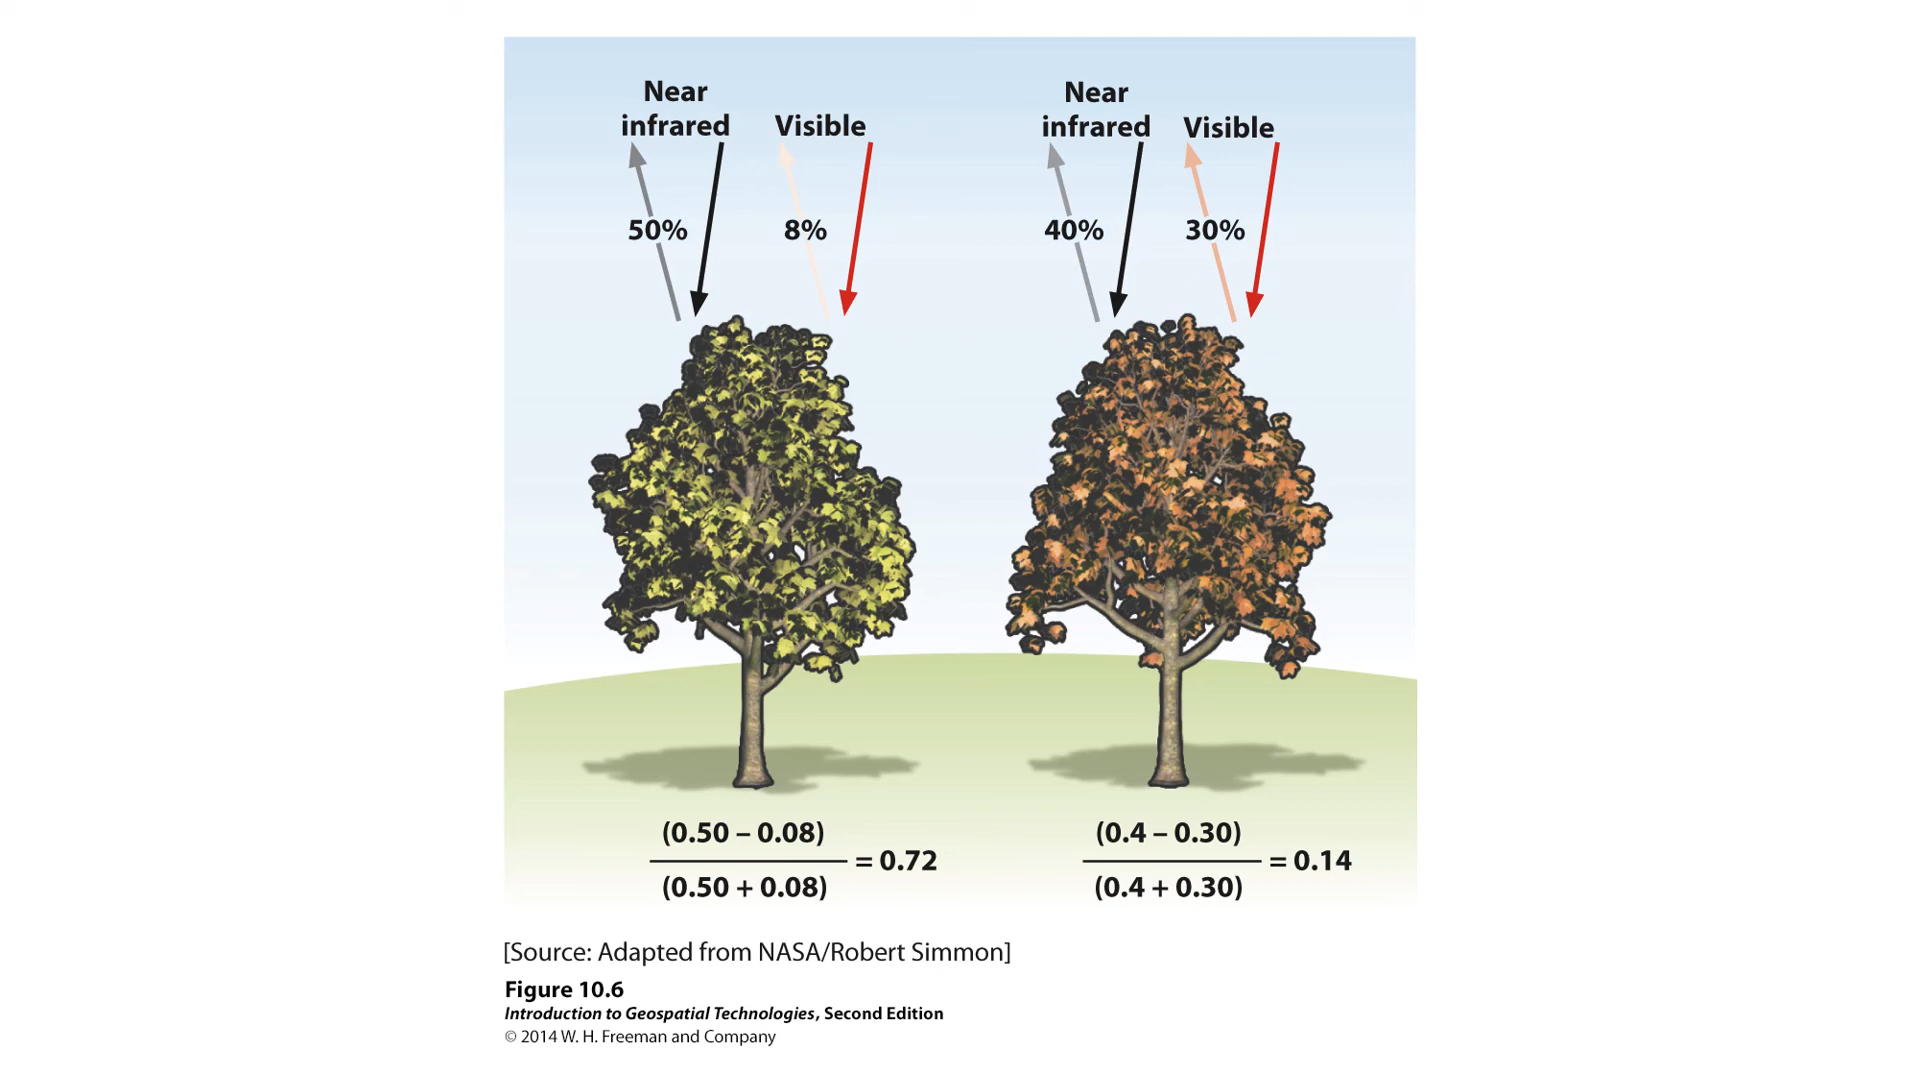 Near
infrared
Visible
50%
8%
Near
infrared
Visible
40%
30%
(0.50 – 0.08)
(0.50 + 0.08)
= 0.72
(0.4 – 0.30)
(0.4 + 0.30)
= 0.14
[Source: Adapted from NASA/Robert Simmon]
Figure 10.6
Introduction to Geospatial Technologies, Second Edition
© 2014 W. H. Freeman and Company